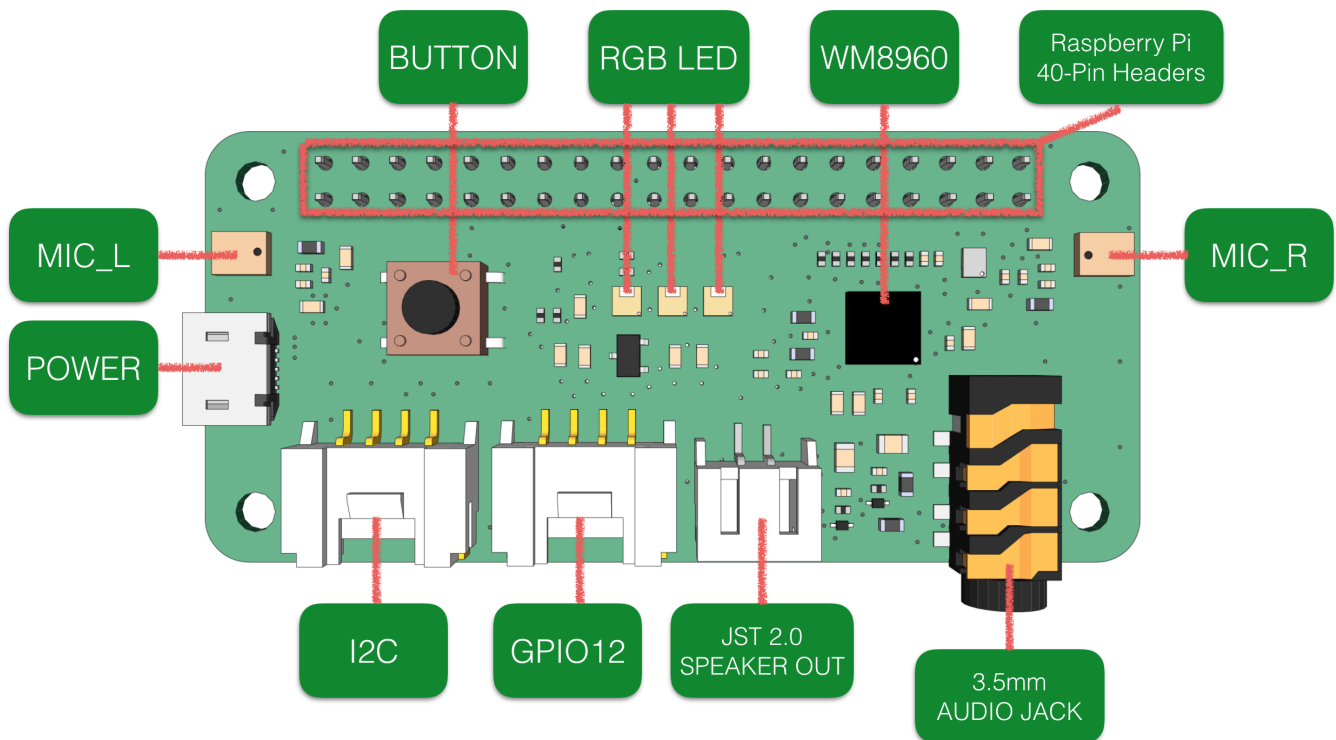 BUTTON
RGB LED
WM8960
Raspberry Pi
40-Pin Headers
MIC_L
MIC_R
POWER
I2C
GPIO12
JST 2.0
SPEAKER OUT
3.5mm
AUDIO JACK